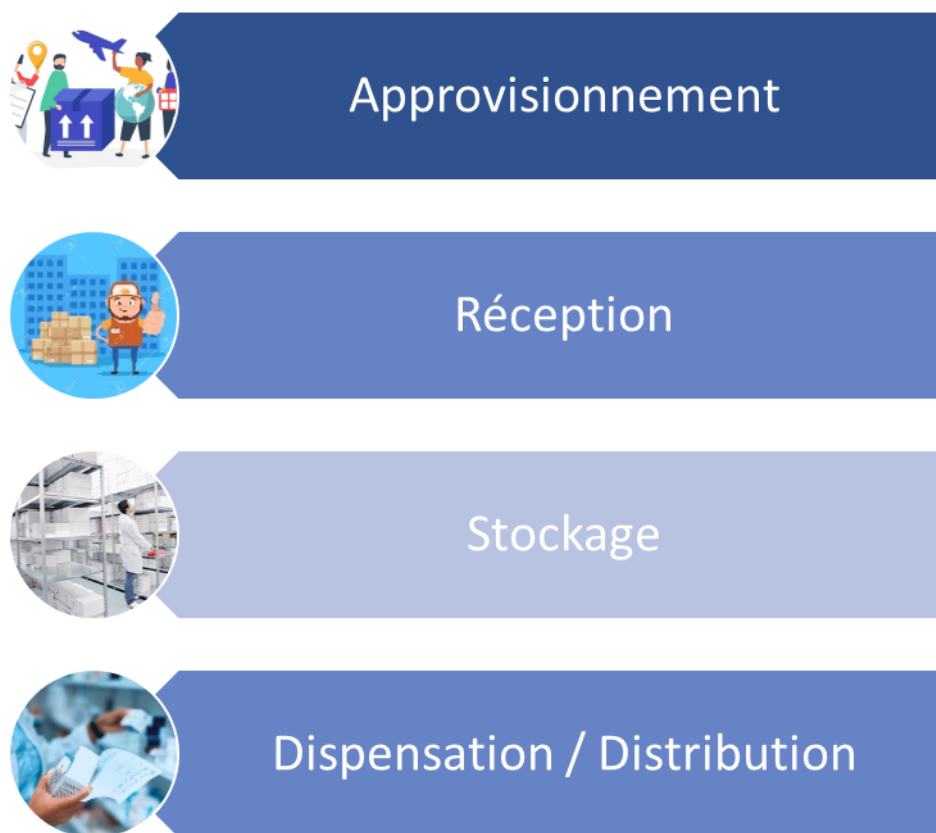 Approvisionnement
Réception
Stockage
Dispensation / Distribution